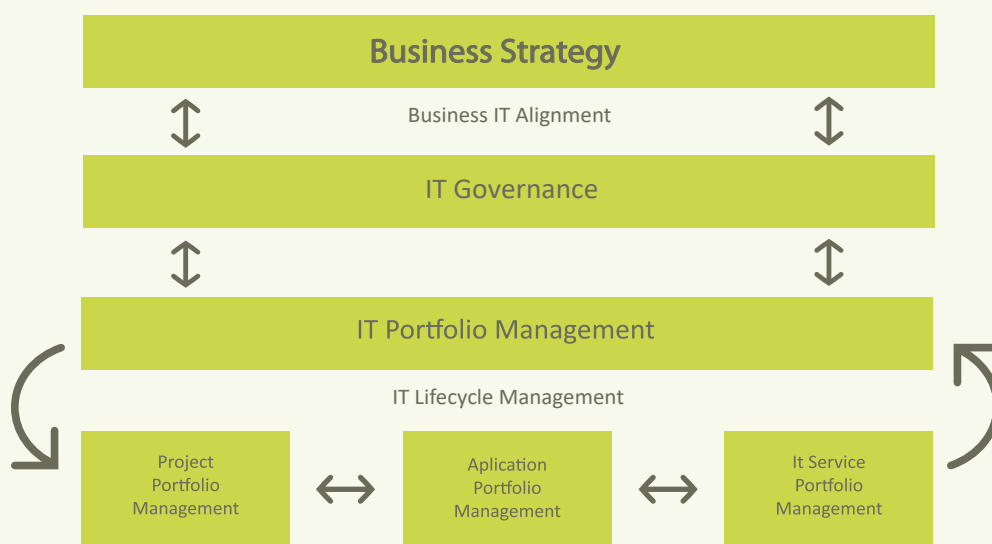 Business Strategy
Business IT Alignment
IT Governance
IT Portfolio Management
IT Lifecycle Management
Project
Portfolio
Management
Aplication
Portfolio
Management
It Service
Portfolio
Management